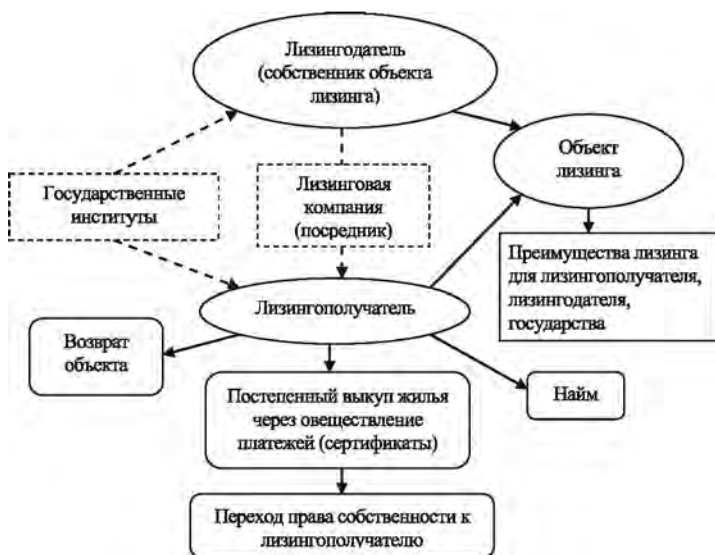 Лизингодатель
(собственник объекта
лизинга)
Объект
лизинга
Государственные
институты
Лизинговая
компания
(посредник)
Преимущества лизинга
для лизингополучателя,
лизингодателя,
государства
Лизингополучатель
Возврат
объекта
Постепенный выкуп жилья
через овеществление
платежей (сертификаты)
Найм
Переход права собственности к
лизингополучателю